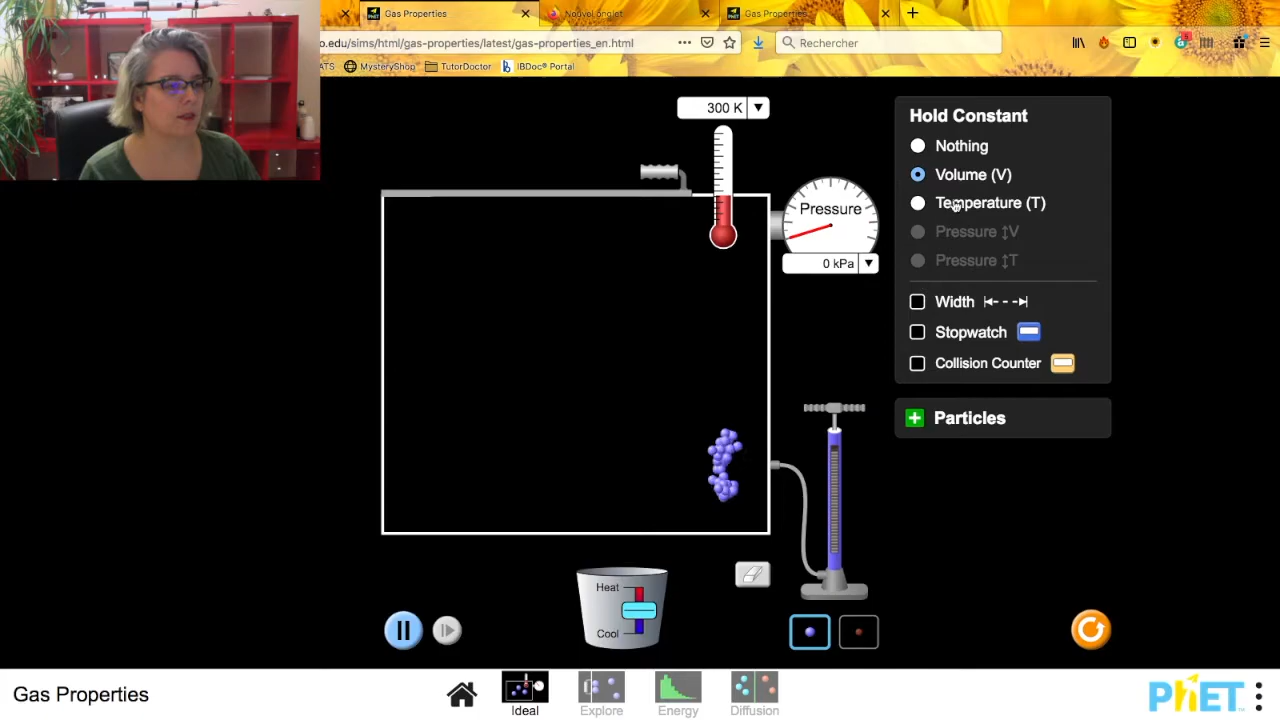 Gas Properties
Nouvel onglet
Gas Properties
o.edu/sims/html/gas-properties/latest/gas-properties_en.html
Rechercher
ATS
MysteryShop
TutorDoctor
IBDoc® Portal
300 K
Pressure
0 kPa
Hold Constant
Nothing
Volume (V)
Temperature (T)
Pressure ↕V
Pressure ↕T
Width
Stopwatch
Collision Counter
Particles
Heat
Cool
Gas Properties
Ideal
Explore
Energy
Diffusion
PhET